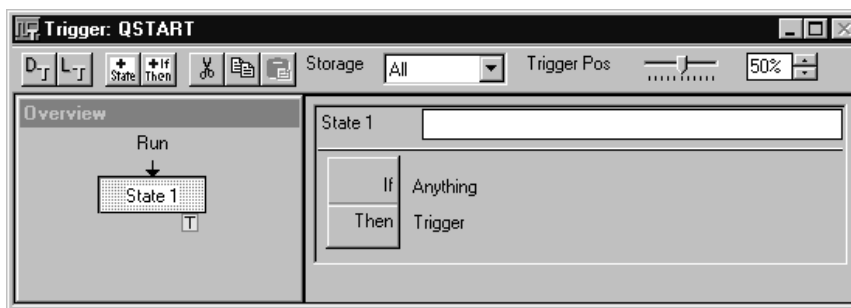 Trigger: QSTART
D L + State + If Then Storage All Trigger Pos 50%
Overview
Run
State 1
T
State 1
If Anything
Then Trigger